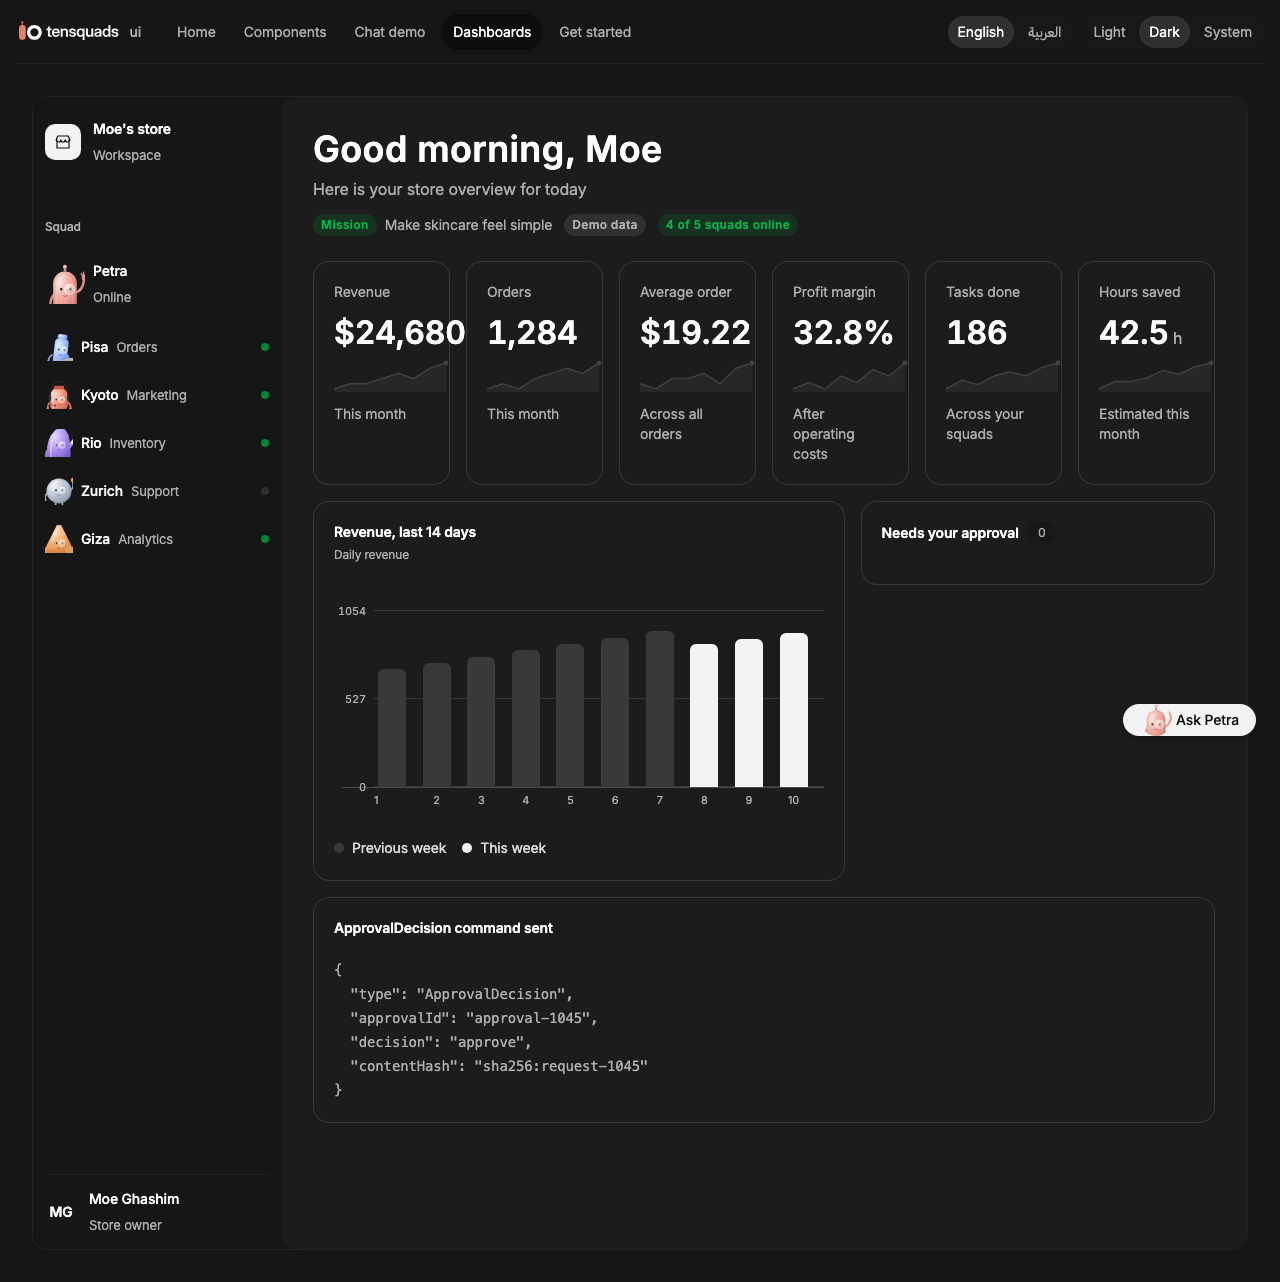 tensquads ui
Home
Components
Chat demo
Dashboards
Get started
English
العربية
Light
Dark
System
Moe's store
Workspace
Squad
Petra
Online
Pisa Orders
Kyoto Marketing
Rio Inventory
Zurich Support
Giza Analytics
MG
Moe Ghashim
Store owner
Good morning, Moe
Here is your store overview for today
Mission Make skincare feel simple Demo data 4 of 5 squads online
Revenue
$24,680
This month
Orders
1,284
This month
Average order
$19.22
Across all
orders
Profit margin
32.8%
After
operating
costs
Tasks done
186
Across your
squads
Hours saved
42.5 h
Estimated this
month
Revenue, last 14 days
Daily revenue
1054
527
0
1 2 3 4 5 6 7 8 9 10
Previous week This week
Needs your approval 0
Ask Petra
ApprovalDecision command sent
{
"type": "ApprovalDecision",
"approvalId": "approval-1045",
"decision": "approve",
"contentHash": "sha256:request-1045"
}